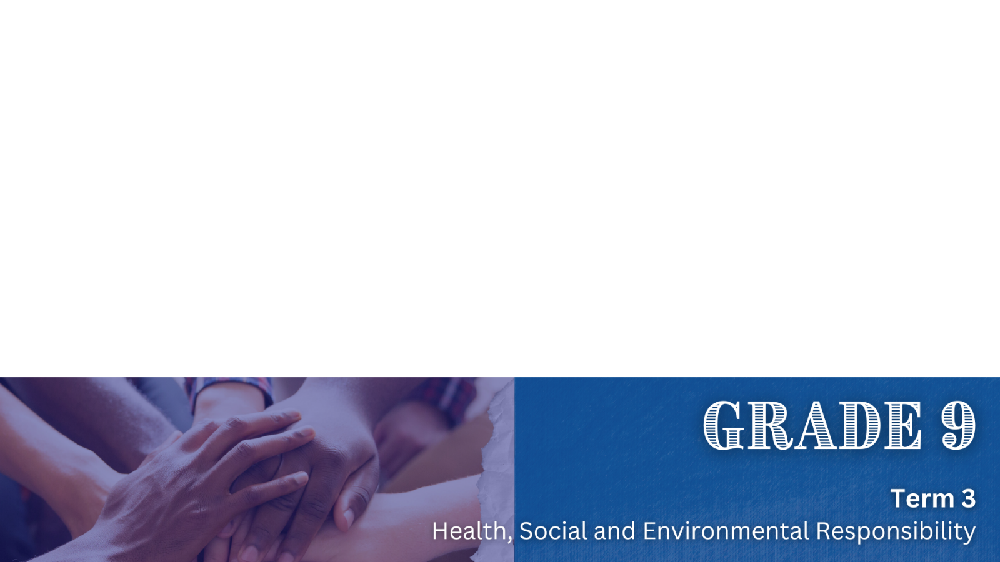 GRADE 9
Term 3
Health, Social and Environmental Responsibility